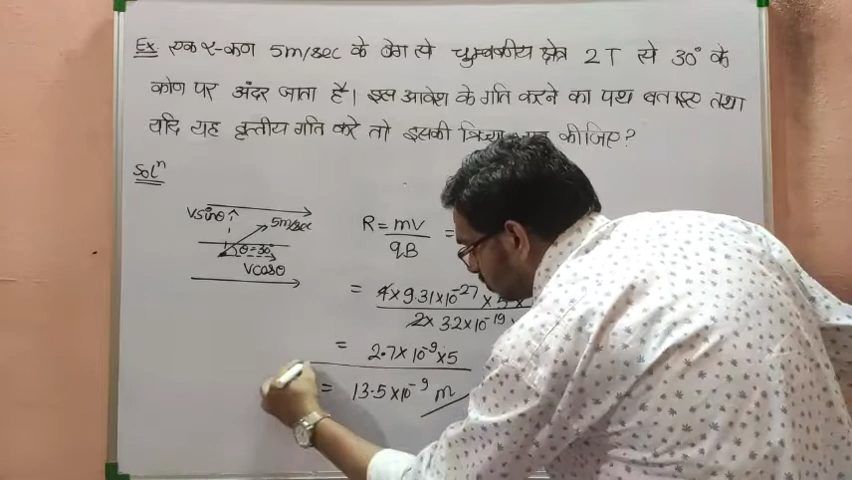 Ex. एक α-कण 5m/sec के वेग से चुम्बकीय क्षेत्र 2T से 30° के
कोण पर अंदर जाता है। इस आवेश के गति करने का पथ बताइए तथा
यदि यह वृत्तीय गति करे तो इसकी कीजिए?
Solⁿ
Vsinθ 5m/sec
θ=30°
Vcosθ
R = mV/qB =
= 4×9.31×10⁻²⁷×5×/2×32×10⁻¹⁹
= 2.7×10⁻⁹×5
= 13.5×10⁻⁹ m